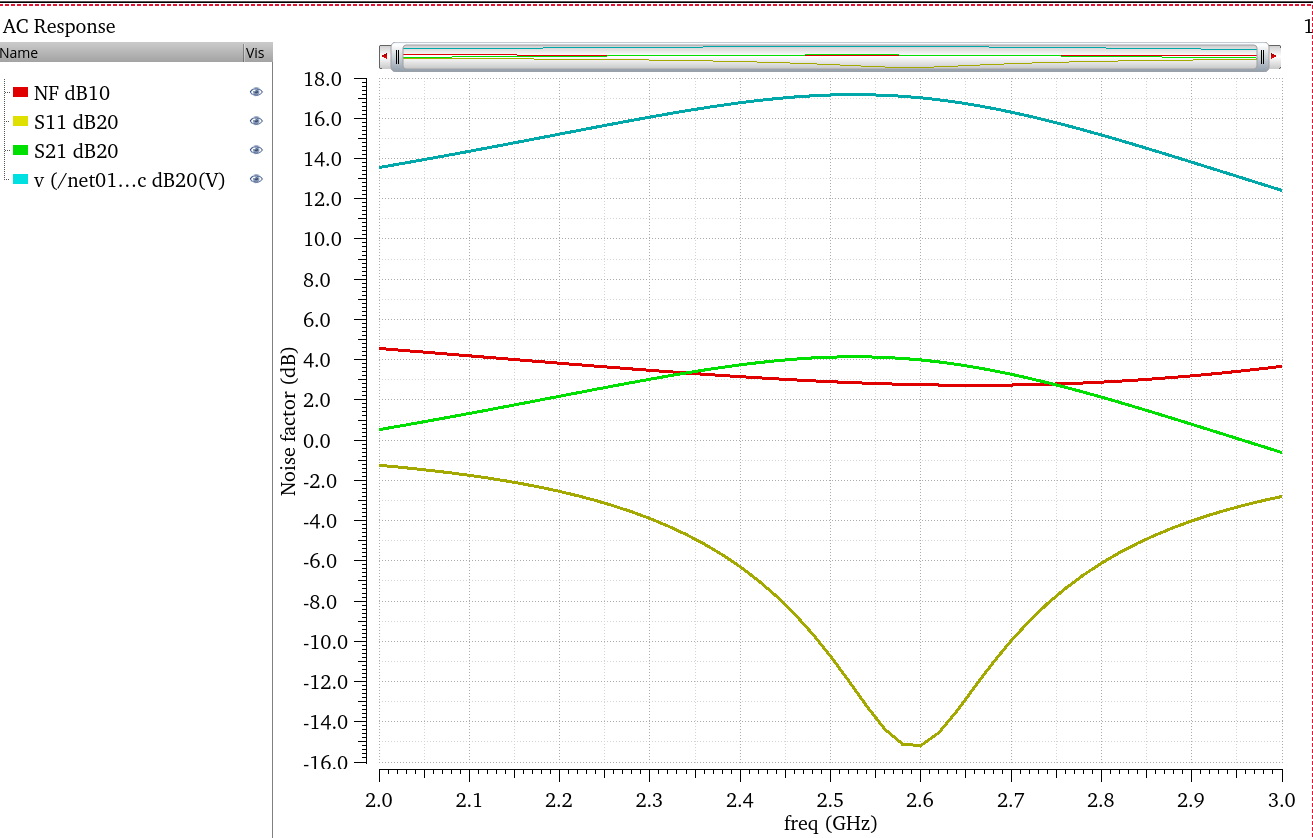 AC Response
1
Name Vis
NF dB10
S11 dB20
S21 dB20
v (/net01...c dB20(V)
Noise factor (dB)
18.0
16.0
14.0
12.0
10.0
8.0
6.0
4.0
2.0
0.0
-2.0
-4.0
-6.0
-8.0
-10.0
-12.0
-14.0
-16.0
2.0 2.1 2.2 2.3 2.4 2.5 2.6 2.7 2.8 2.9 3.0
freq (GHz)